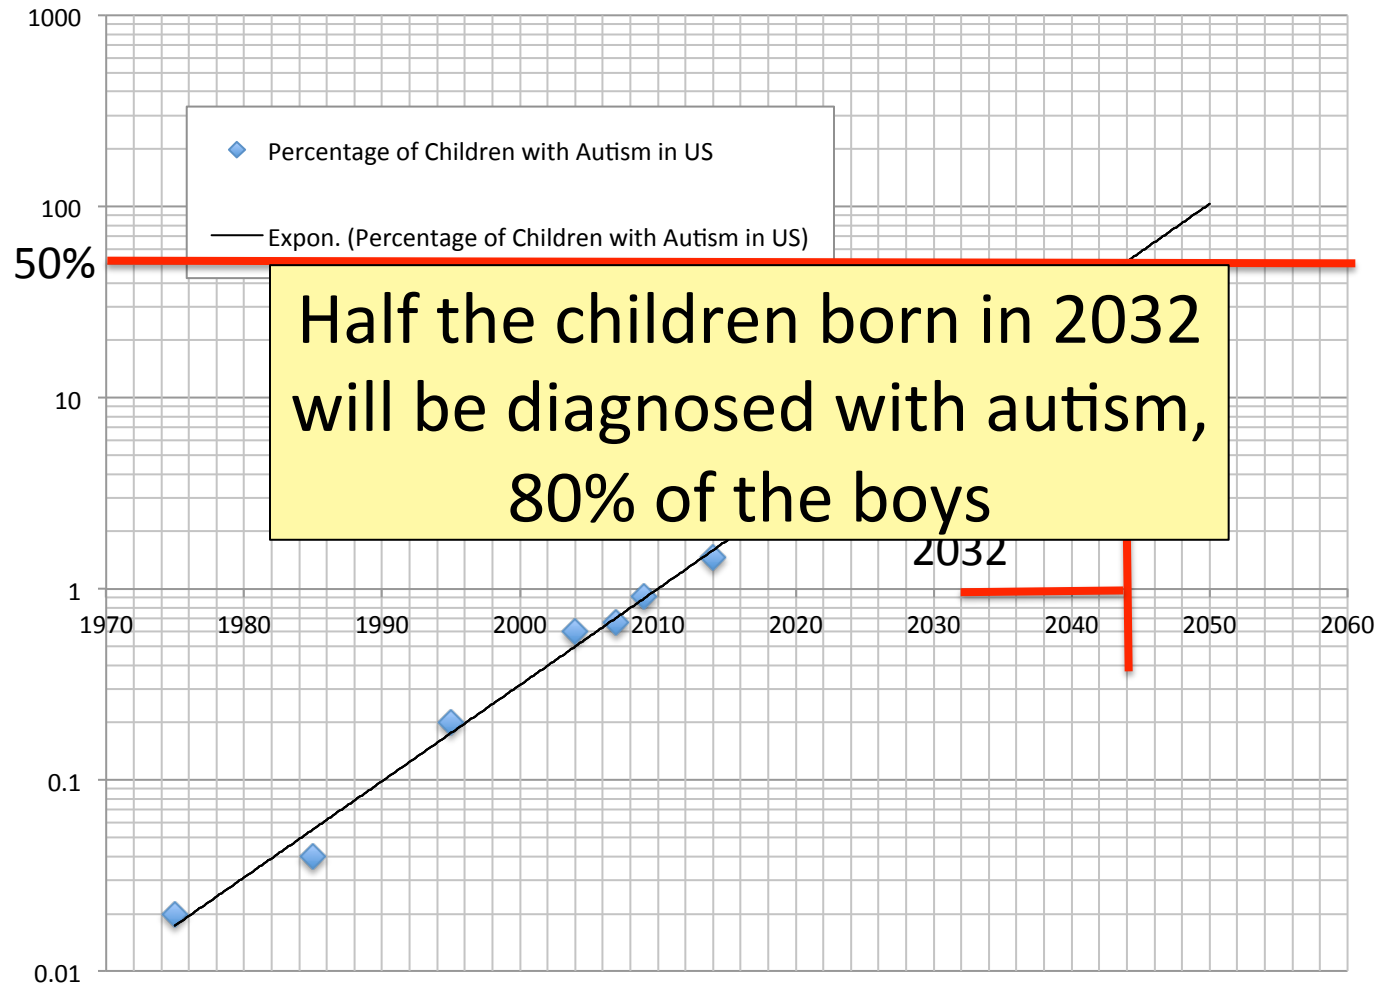 1000
Percentage of Children with Autism in US
100
Expon. (Percentage of Children with Autism in US)
50%
Half the children born in 2032
will be diagnosed with autism,
80% of the boys
10
2032
1
1970 1980 1990 2000 2010 2020 2030 2040 2050 2060
0.1
0.01